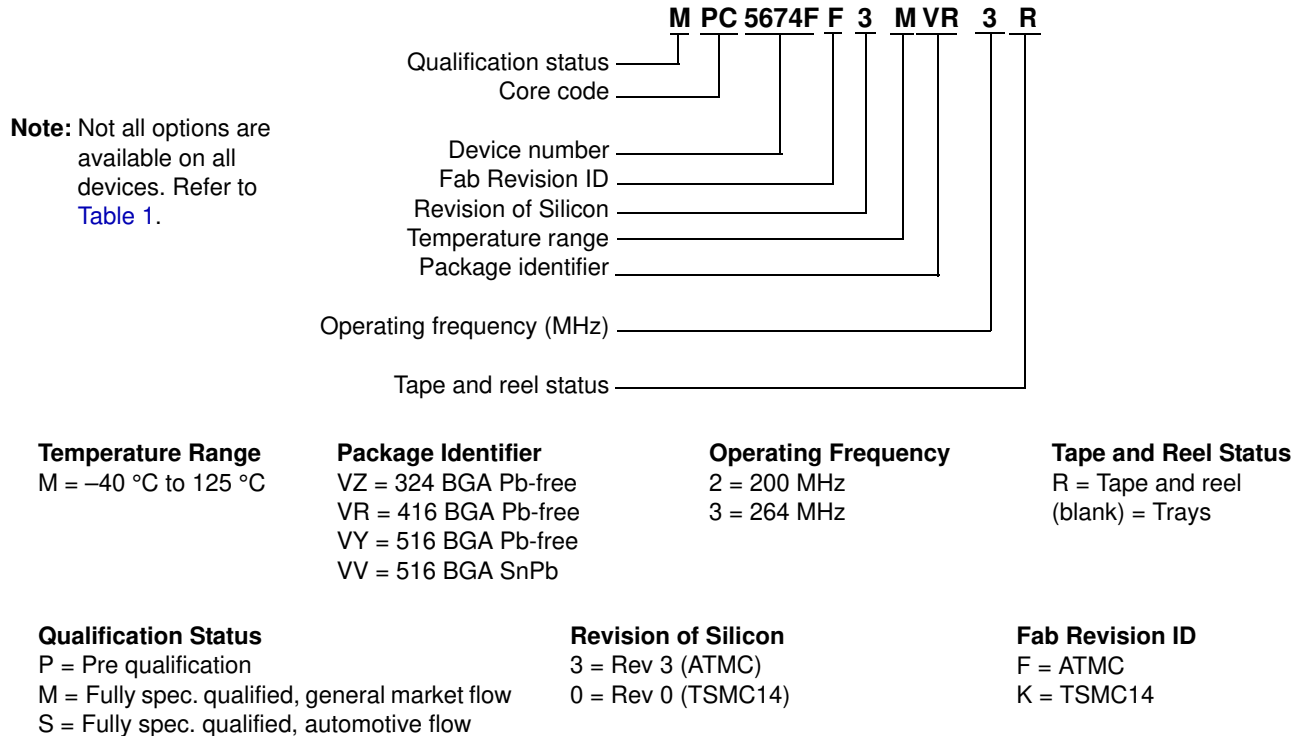 M PC 5674F F 3 M VR 3 R
Qualification status
Core code
Note: Not all options are
available on all
devices. Refer to
Table 1.
Device number
Fab Revision ID
Revision of Silicon
Temperature range
Package identifier
Operating frequency (MHz)
Tape and reel status
Temperature Range
M = –40 °C to 125 °C
Package Identifier
VZ = 324 BGA Pb-free
VR = 416 BGA Pb-free
VY = 516 BGA Pb-free
VV = 516 BGA SnPb
Operating Frequency
2 = 200 MHz
3 = 264 MHz
Tape and Reel Status
R = Tape and reel
(blank) = Trays
Qualification Status
P = Pre qualification
M = Fully spec. qualified, general market flow
S = Fully spec. qualified, automotive flow
Revision of Silicon
3 = Rev 3 (ATMC)
0 = Rev 0 (TSMC14)
Fab Revision ID
F = ATMC
K = TSMC14